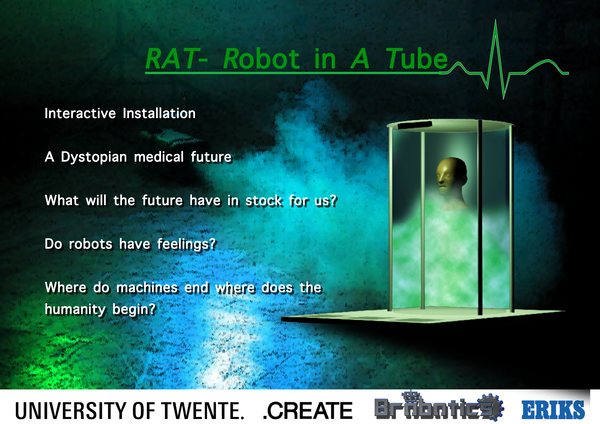 RAT- Robot in A Tube
Interactive Installation
A Dystopian medical future
What will the future have in stock for us?
Do robots have feelings?
Where do machines end where does the
humanity begin?
UNIVERSITY OF TWENTE. .CREATE Brobotics ERIKS